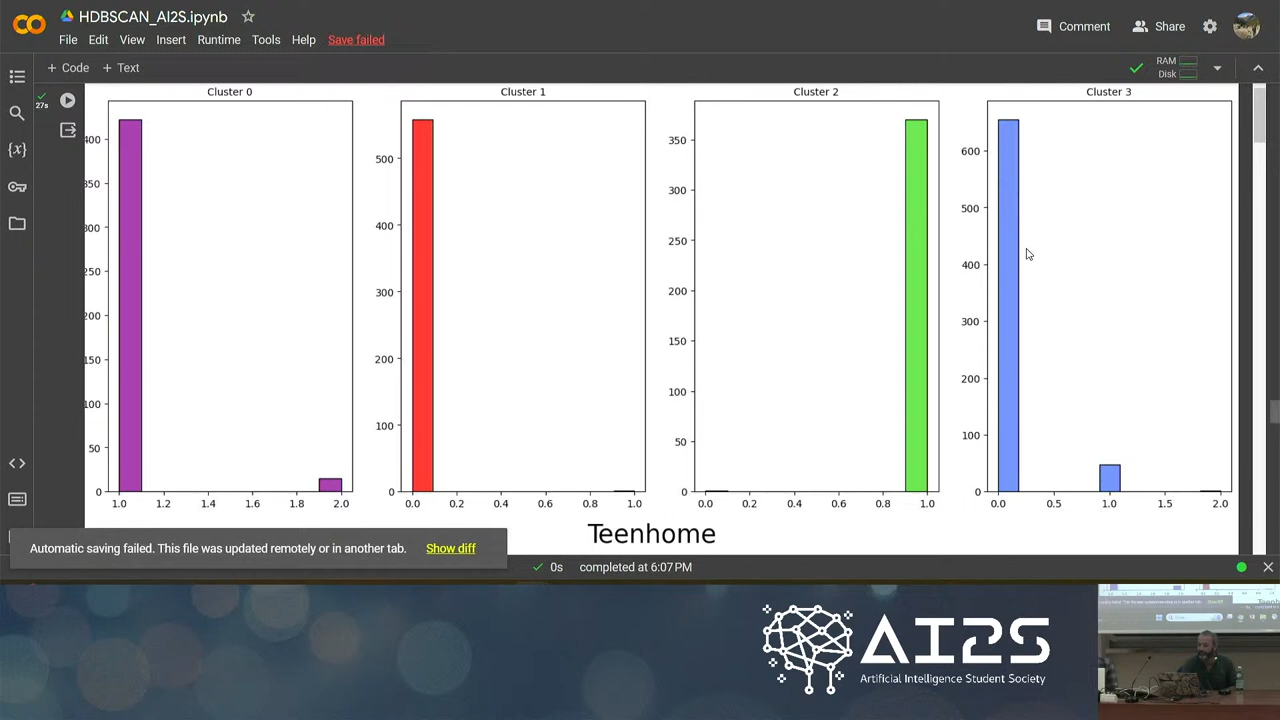 HDBSCAN_AI2S.ipynb
File Edit View Insert Runtime Tools Help Save failed
Comment Share
+ Code + Text
RAM
Disk
27s
{x}
Cluster 0 Cluster 1 Cluster 2 Cluster 3
400
350
300
250
200
150
100
50
0
1.0 1.2 1.4 1.6 1.8 2.0
500
400
300
200
100
0
0.0 0.2 0.4 0.6 0.8 1.0
350
300
250
200
150
100
50
0
0.0 0.2 0.4 0.6 0.8 1.0
600
500
400
300
200
100
0
0.0 0.5 1.0 1.5 2.0
Teenhome
Automatic saving failed. This file was updated remotely or in another tab. Show diff
0s completed at 6:07 PM
AI2S
Artificial Intelligence Student Society